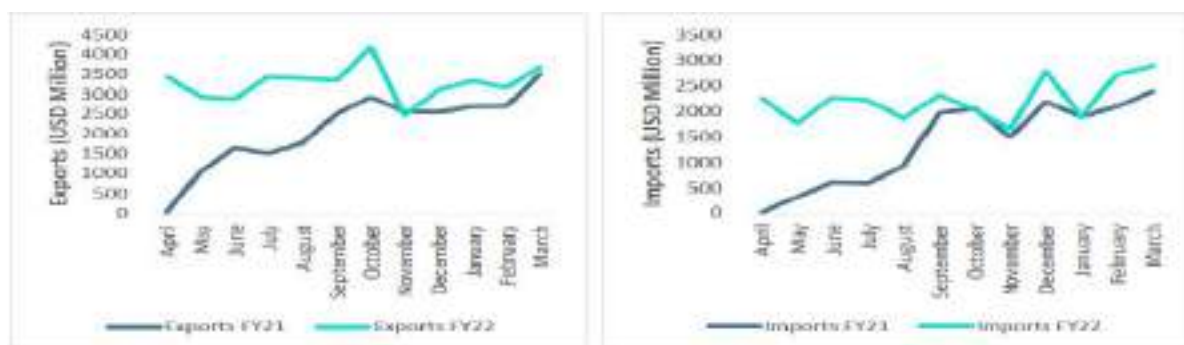 Exports (USD Million)
4500
4000
3500
3000
2500
2000
1500
1000
500
0
April
May
June
July
August
September
October
November
December
January
February
March
Exports FY21
Exports FY22
Imports (USD Million)
3500
3000
2500
2000
1500
1000
500
0
April
May
June
July
August
September
October
November
December
January
February
March
Imports FY21
Imports FY22